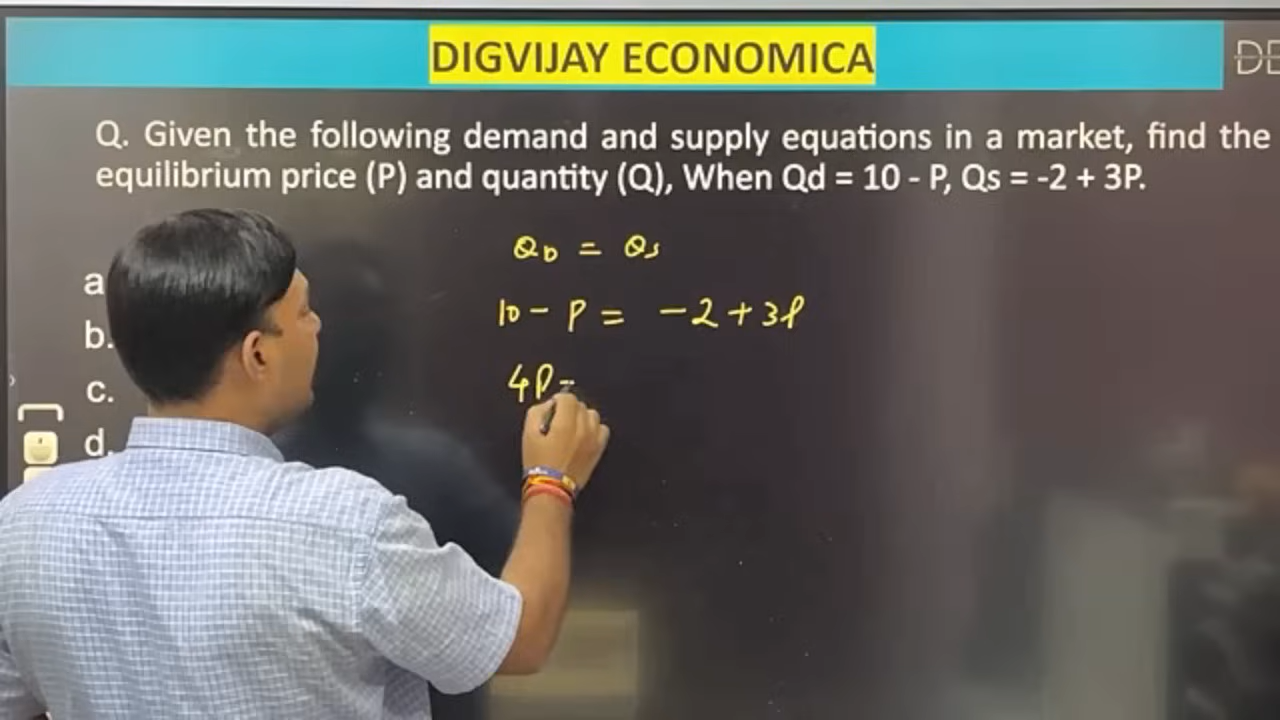 DIGVIJAY ECONOMICA
Q. Given the following demand and supply equations in a market, find the
equilibrium price (P) and quantity (Q), When Qd = 10 - P, Qs = -2 + 3P.
QD = Qs
a
10 - P = -2 + 3P
b.
4P =
c.
d.